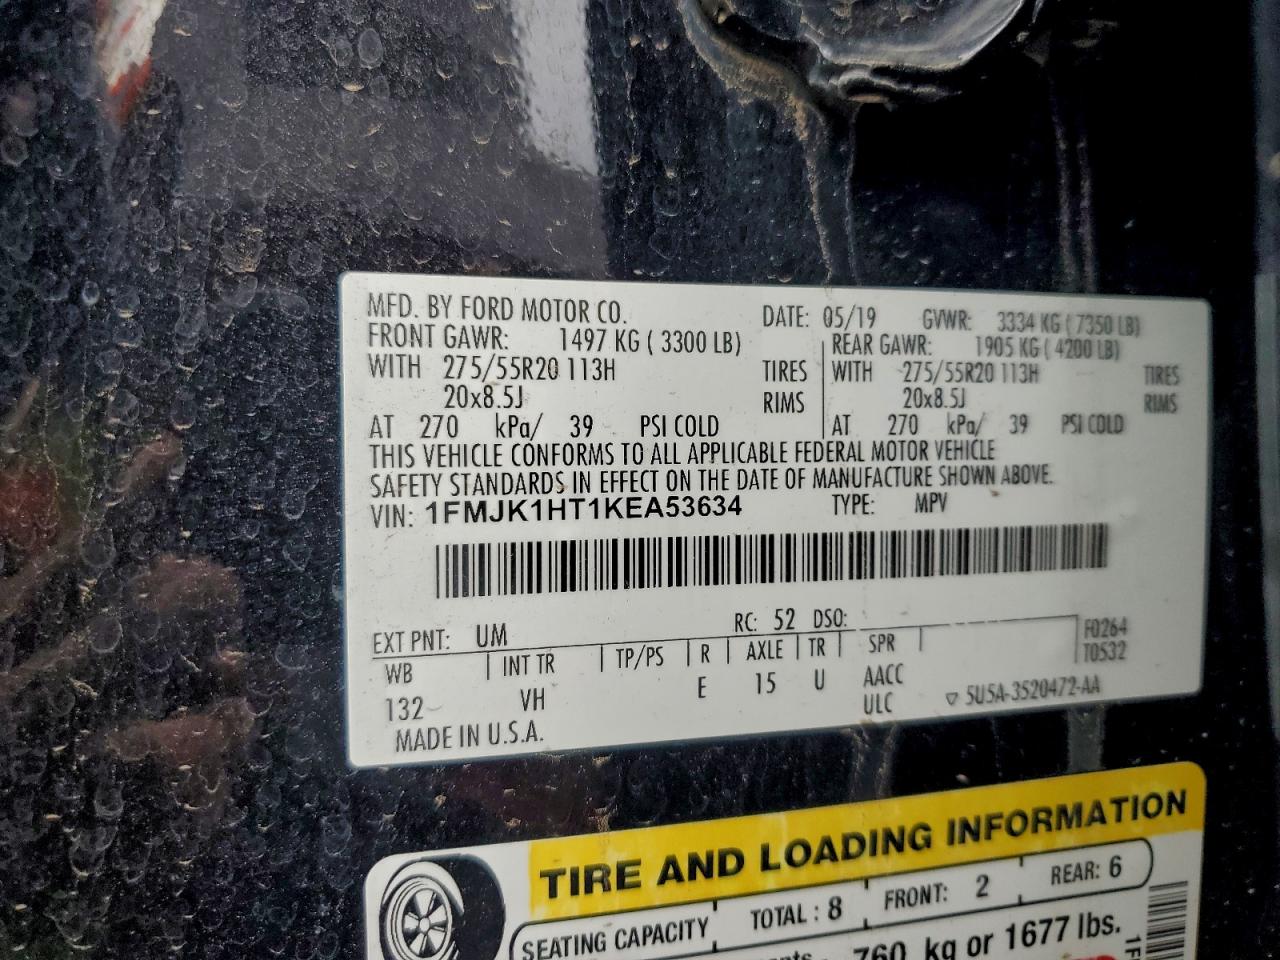 MFD. BY FORD MOTOR CO. DATE: 05/19 GVWR: 3334 KG ( 7350 LB)
FRONT GAWR: 1497 KG ( 3300 LB) REAR GAWR: 1905 KG ( 4200 LB)
WITH 275/55R20 113H TIRES WITH 275/55R20 113H TIRES
20x8.5J RIMS 20x8.5J RIMS
AT 270 kPa/ 39 PSI COLD AT 270 kPa/ 39 PSI COLD
THIS VEHICLE CONFORMS TO ALL APPLICABLE FEDERAL MOTOR VEHICLE
SAFETY STANDARDS IN EFFECT ON THE DATE OF MANUFACTURE SHOWN ABOVE.
VIN: 1FMJK1HT1KEA53634 TYPE: MPV
EXT PNT: UM RC: 52 DSO: F0264
WB INT TR TP/PS R AXLE TR SPR T0532
132 VH E 15 U AACC
ULC 5U5A-3520472-AA
MADE IN U.S.A.
TIRE AND LOADING INFORMATION
SEATING CAPACITY TOTAL : 8 FRONT: 2 REAR: 6
760 kg or 1677 lbs.